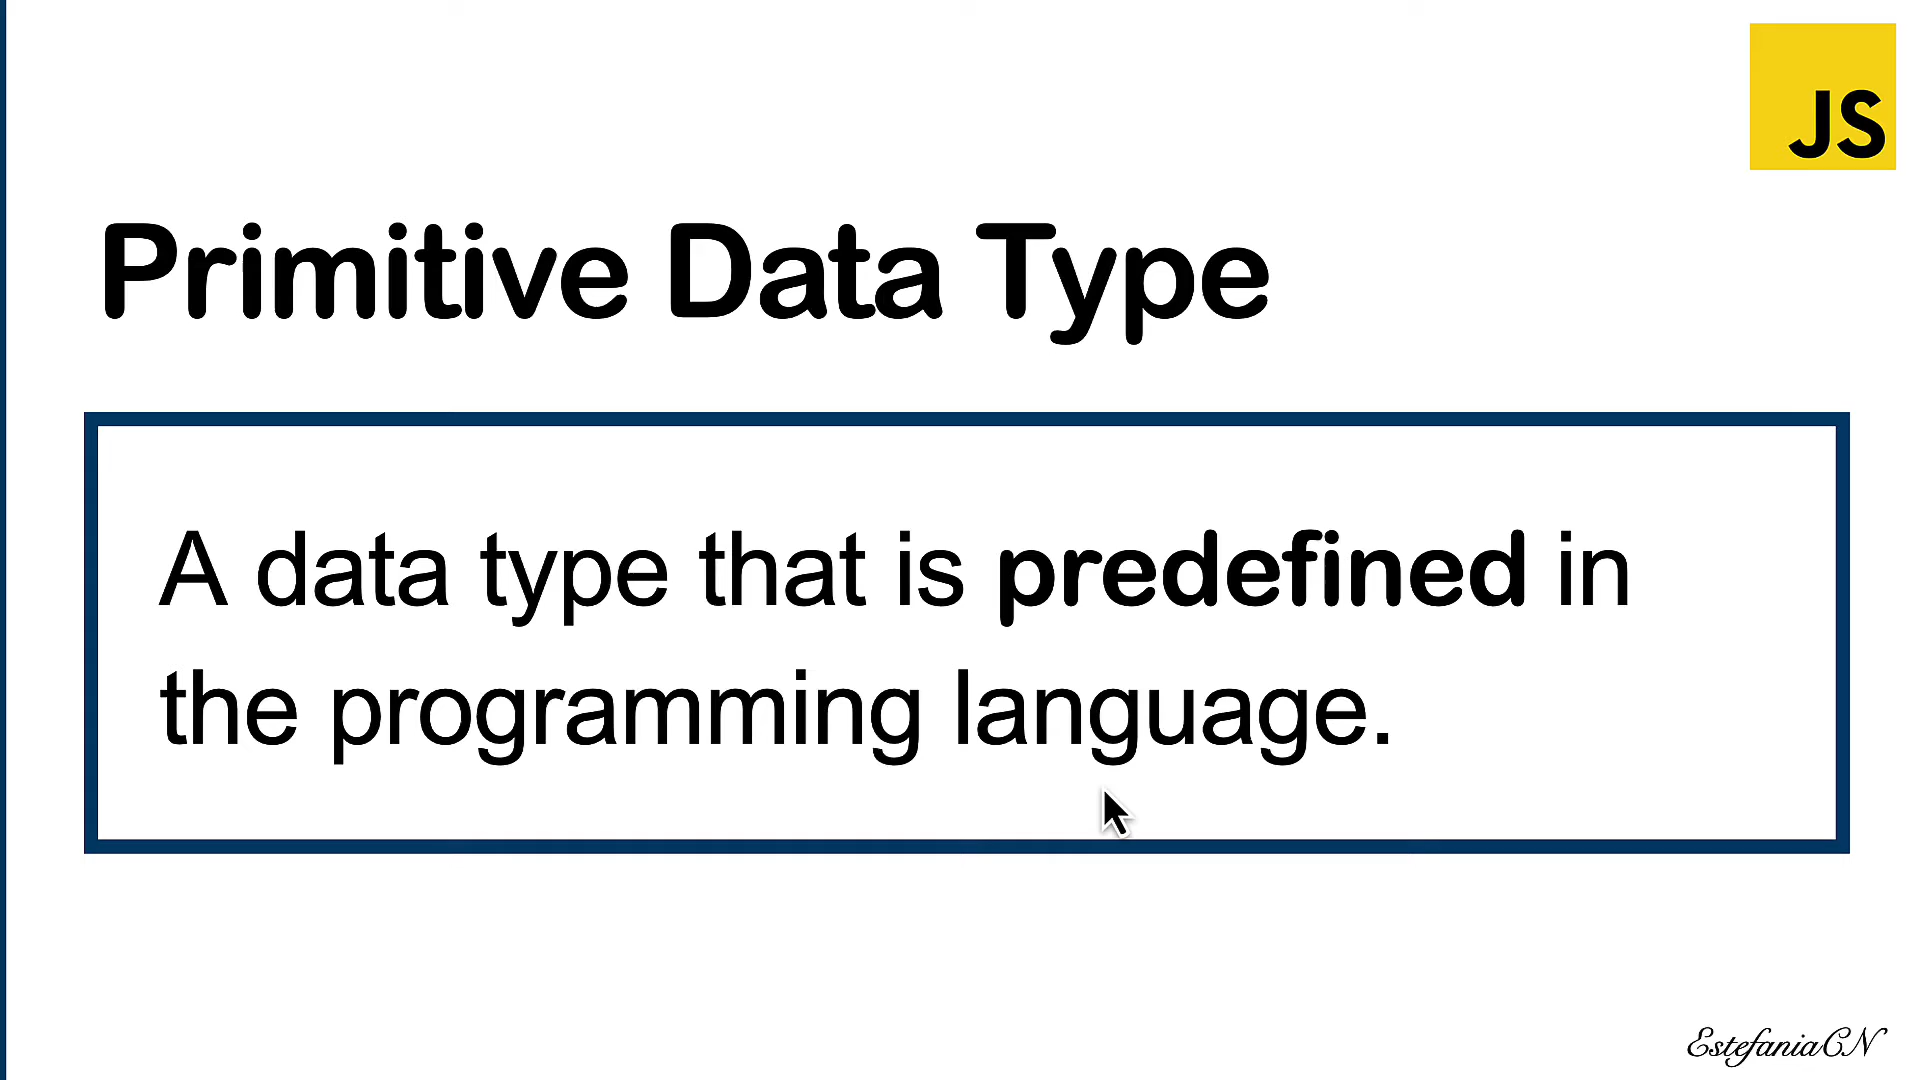 JS
Primitive Data Type
A data type that is predefined in
the programming language.
EstefaniaCN